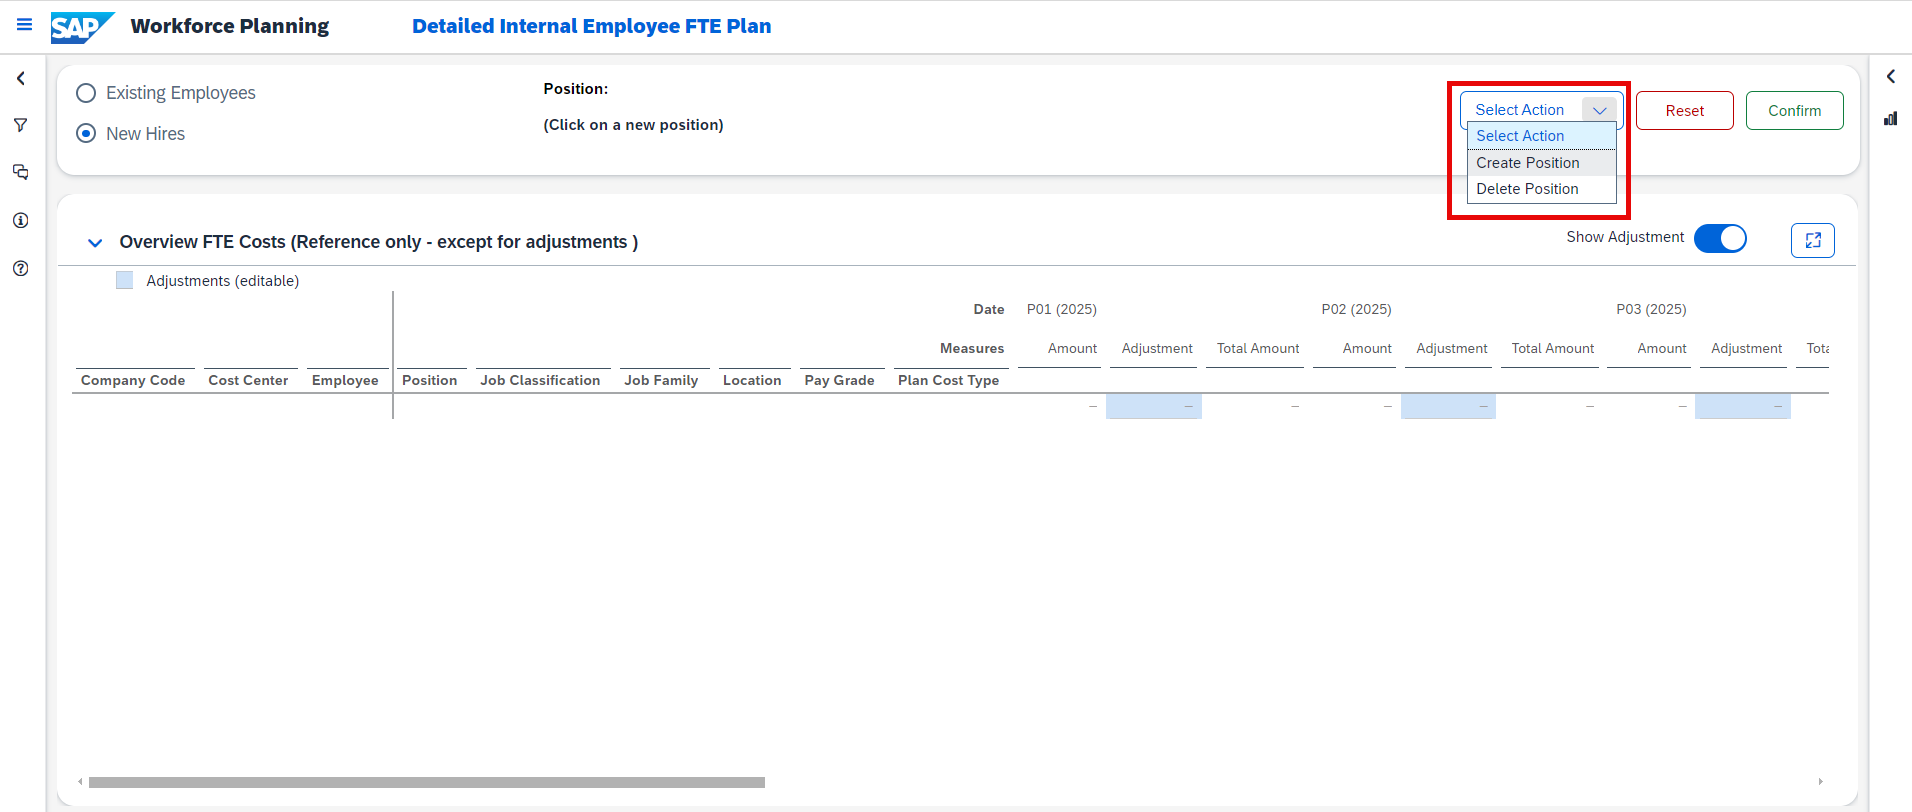 SAP Workforce Planning Detailed Internal Employee FTE Plan
Existing Employees
New Hires
Position:
(Click on a new position)
Select Action
Select Action
Create Position
Delete Position
Reset
Confirm
Overview FTE Costs (Reference only - except for adjustments )
Show Adjustment
Adjustments (editable)
Date P01 (2025) P02 (2025) P03 (2025)
Measures Amount Adjustment Total Amount Amount Adjustment Total Amount Amount Adjustment Tota
Company Code Cost Center Employee Position Job Classification Job Family Location Pay Grade Plan Cost Type
– – – – – – – –